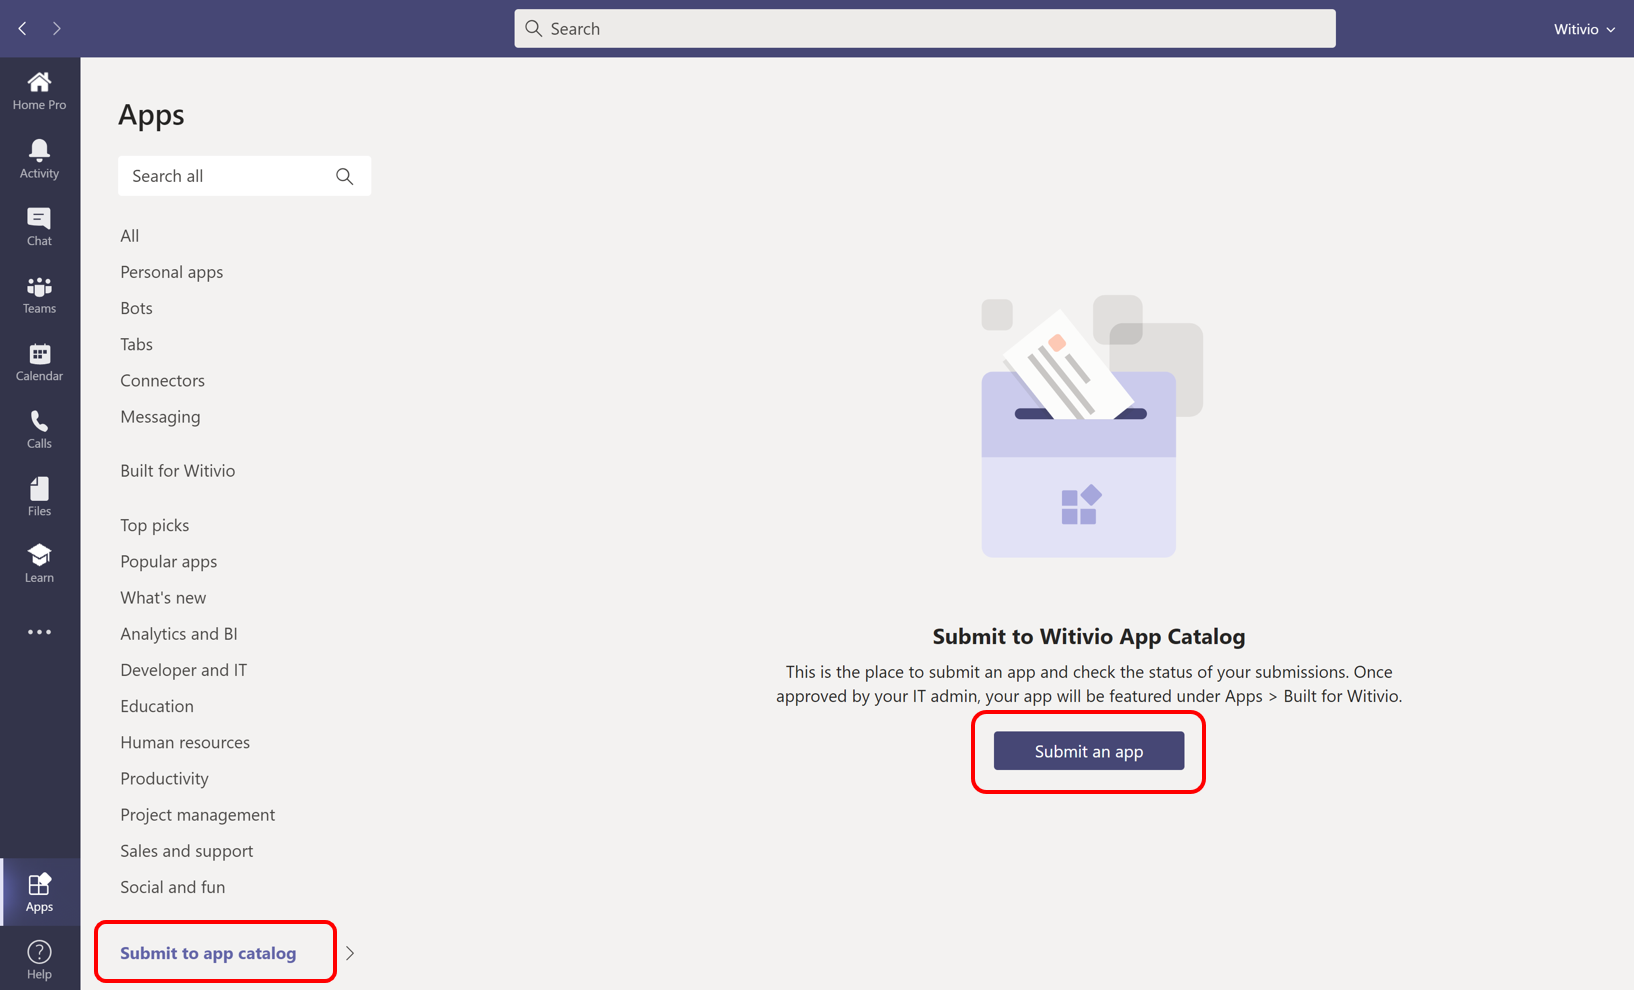 Search
Witivio
Home Pro
Activity
Chat
Teams
Calendar
Calls
Files
Learn
Apps
Help
Apps
Search all
All
Personal apps
Bots
Tabs
Connectors
Messaging
Built for Witivio
Top picks
Popular apps
What's new
Analytics and BI
Developer and IT
Education
Human resources
Productivity
Project management
Sales and support
Social and fun
Submit to app catalog
Submit to Witivio App Catalog
This is the place to submit an app and check the status of your submissions. Once
approved by your IT admin, your app will be featured under Apps > Built for Witivio.
Submit an app